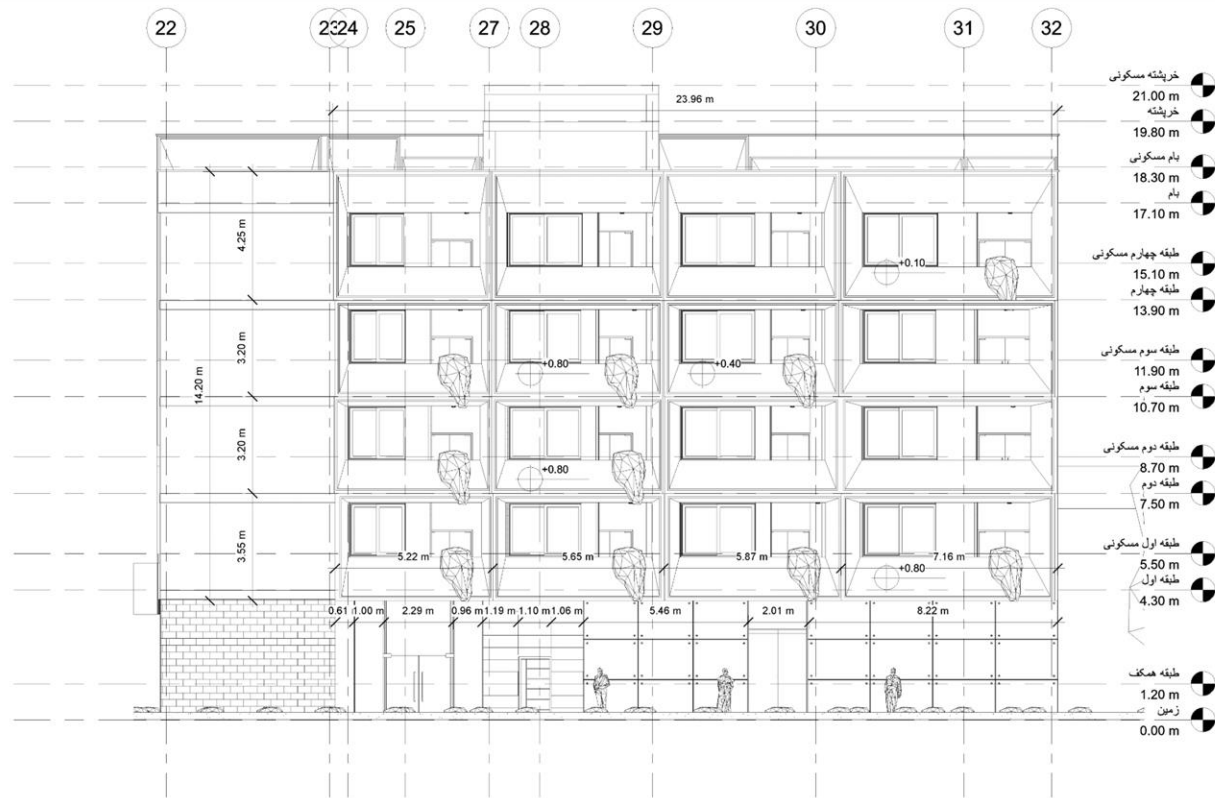 22
23
24
25
27
28
29
30
31
32
خرپشته مسکونی
21.00 m
23.96 m
خرپشته
19.80 m
بام مسکونی
18.30 m
بام
17.10 m
4.25 m
طبقه چهارم مسکونی
15.10 m
+0.10
طبقه چهارم
13.90 m
3.20 m
طبقه سوم مسکونی
11.90 m
+0.80
+0.40
14.20 m
طبقه سوم
10.70 m
3.20 m
طبقه دوم مسکونی
8.70 m
+0.80
طبقه دوم
7.50 m
3.55 m
طبقه اول مسکونی
5.50 m
5.22 m
5.65 m
5.87 m
7.16 m
+0.80
طبقه اول
4.30 m
0.61
1.00 m
2.29 m
0.96 m
1.19 m
1.10 m
1.06 m
5.46 m
2.01 m
8.22 m
طبقه همکف
1.20 m
زمین
0.00 m